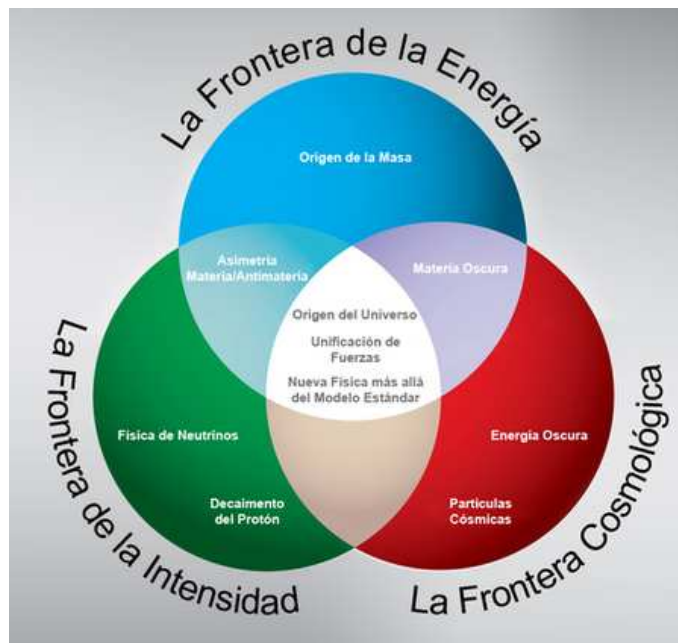 La Frontera de la Energía
Origen de la Masa
Asimetría
Materia/Antimateria
Materia Oscura
Origen del Universo
Unificación de
Fuerzas
Nueva Física más allá
del Modelo Estándar
La Frontera de la Intensidad
Física de Neutrinos
Decaimento
del Protón
Energía Oscura
Partículas
Cósmicas
La Frontera Cosmológica